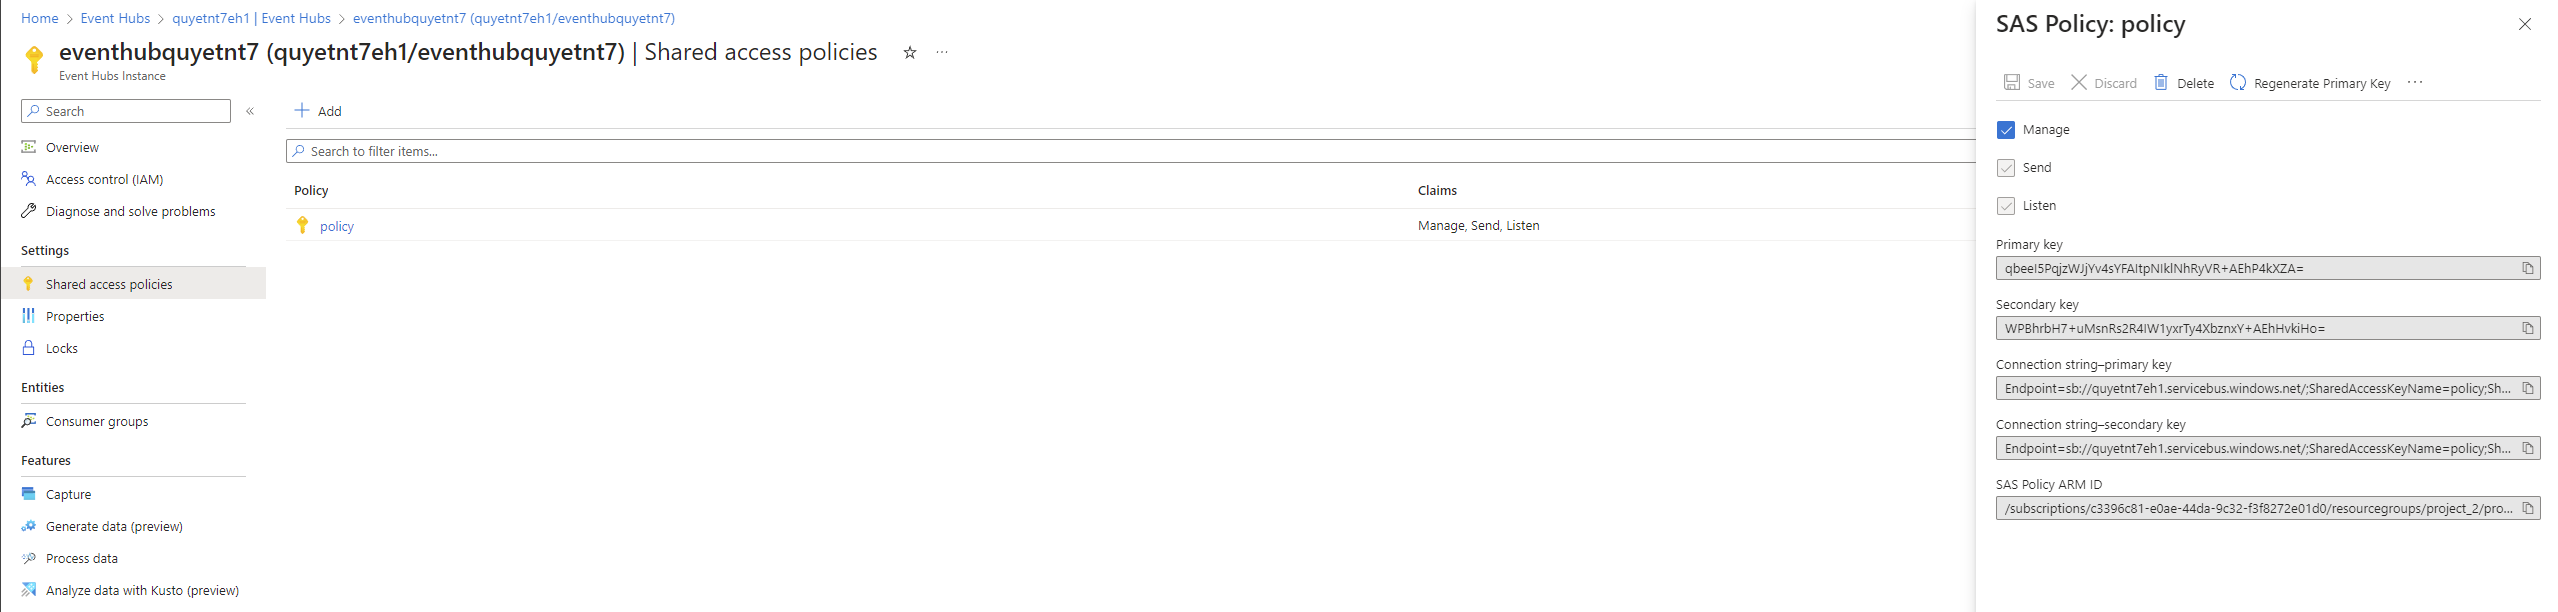 Home > Event Hubs > quyetnt7eh1 | Event Hubs > eventhubquyetnt7 (quyetnt7eh1/eventhubquyetnt7)
eventhubquyetnt7 (quyetnt7eh1/eventhubquyetnt7) | Shared access policies
Event Hubs Instance
Search
Overview
Access control (IAM)
Diagnose and solve problems
Settings
Shared access policies
Properties
Locks
Entities
Consumer groups
Features
Capture
Generate data (preview)
Process data
Analyze data with Kusto (preview)
Add
Search to filter items...
Policy Claims
policy Manage, Send, Listen
SAS Policy: policy
Save Discard Delete Regenerate Primary Key
Manage
Send
Listen
Primary key
qbeeI5PqjzWJjYv4sYFAItpNIklNhRyVR+AEhP4kXZA=
Secondary key
WPBhrbH7+uMsnRs2R4IW1yxrTy4XbznxY+AEhHvkiHo=
Connection string–primary key
Endpoint=sb://quyetnt7eh1.servicebus.windows.net/;SharedAccessKeyName=policy;Sh...
Connection string–secondary key
Endpoint=sb://quyetnt7eh1.servicebus.windows.net/;SharedAccessKeyName=policy;Sh...
SAS Policy ARM ID
/subscriptions/c3396c81-e0ae-44da-9c32-f3f8272e01d0/resourcegroups/project_2/pro...